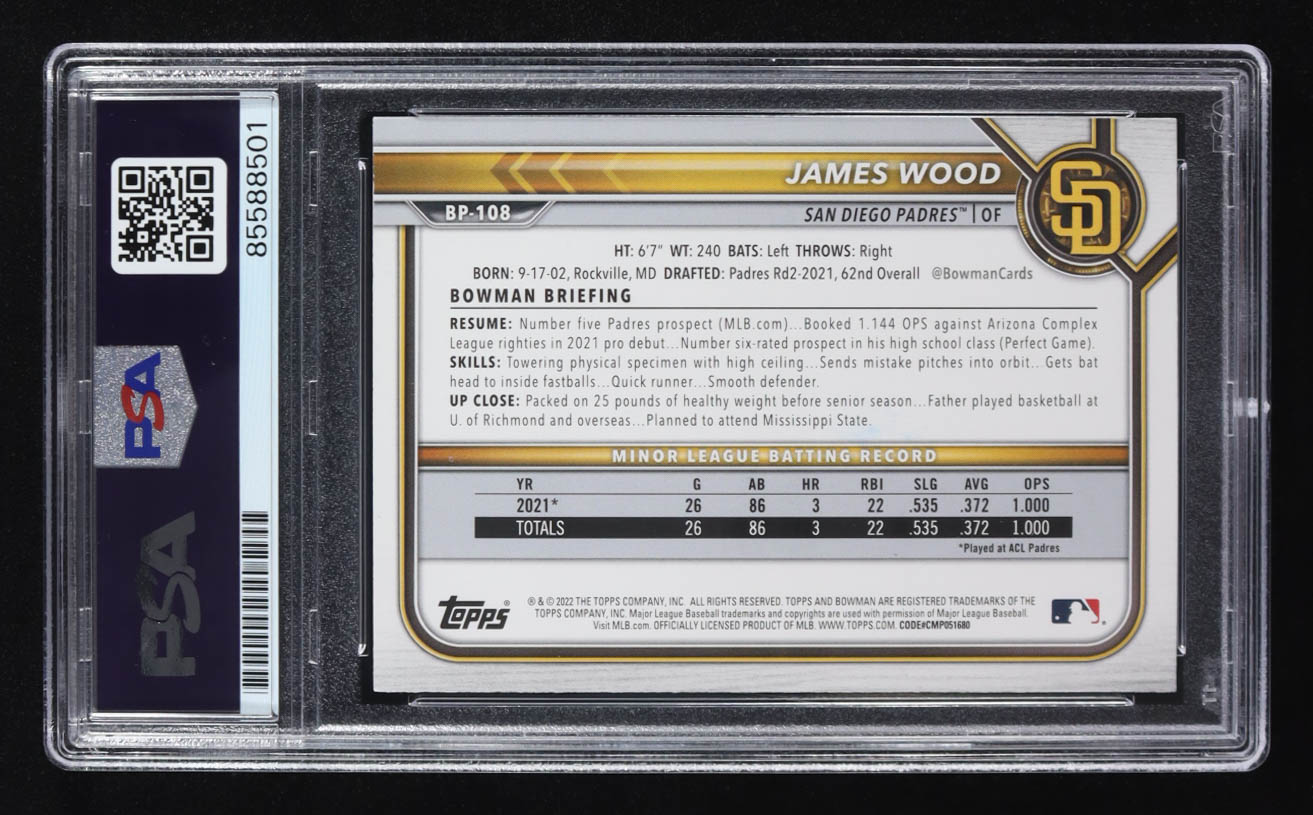 85588501
PSA
PSA
JAMES WOOD
SD
BP-108
SAN DIEGO PADRES™ | OF
HT: 6'7" WT: 240 BATS: Left THROWS: Right
BORN: 9-17-02, Rockville, MD DRAFTED: Padres Rd2-2021, 62nd Overall @BowmanCards
BOWMAN BRIEFING
RESUME: Number five Padres prospect (MLB.com)...Booked 1.144 OPS against Arizona Complex
League righties in 2021 pro debut...Number six-rated prospect in his high school class (Perfect Game).
SKILLS: Towering physical specimen with high ceiling...Sends mistake pitches into orbit...Gets bat
head to inside fastballs...Quick runner...Smooth defender.
UP CLOSE: Packed on 25 pounds of healthy weight before senior season...Father played basketball at
U. of Richmond and overseas...Planned to attend Mississippi State.
MINOR LEAGUE BATTING RECORD
YR G AB HR RBI SLG AVG OPS
2021* 26 86 3 22 .535 .372 1.000
TOTALS 26 86 3 22 .535 .372 1.000
*Played at ACL Padres
TOPPS®
® & © 2022 THE TOPPS COMPANY, INC. ALL RIGHTS RESERVED. TOPPS AND BOWMAN ARE REGISTERED TRADEMARKS OF THE
TOPPS COMPANY, INC. Major League Baseball trademarks and copyrights are used with permission of Major League Baseball.
Visit MLB.com. OFFICIALLY LICENSED PRODUCT OF MLB. WWW.TOPPS.COM. CODE#CMP051680